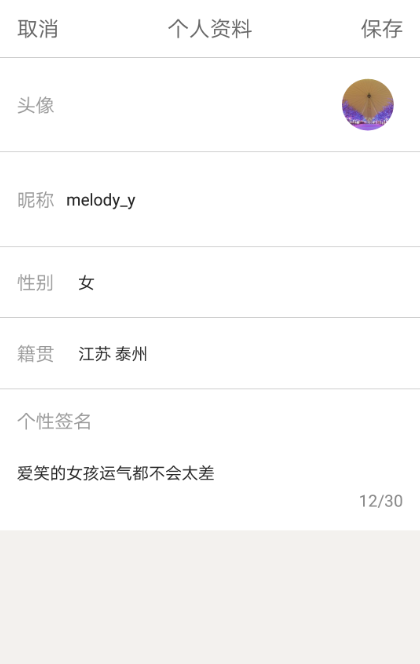 取消 个人资料 保存
头像
昵称 melody_y
性别 女
籍贯 江苏 泰州
个性签名
爱笑的女孩运气都不会太差
12/30